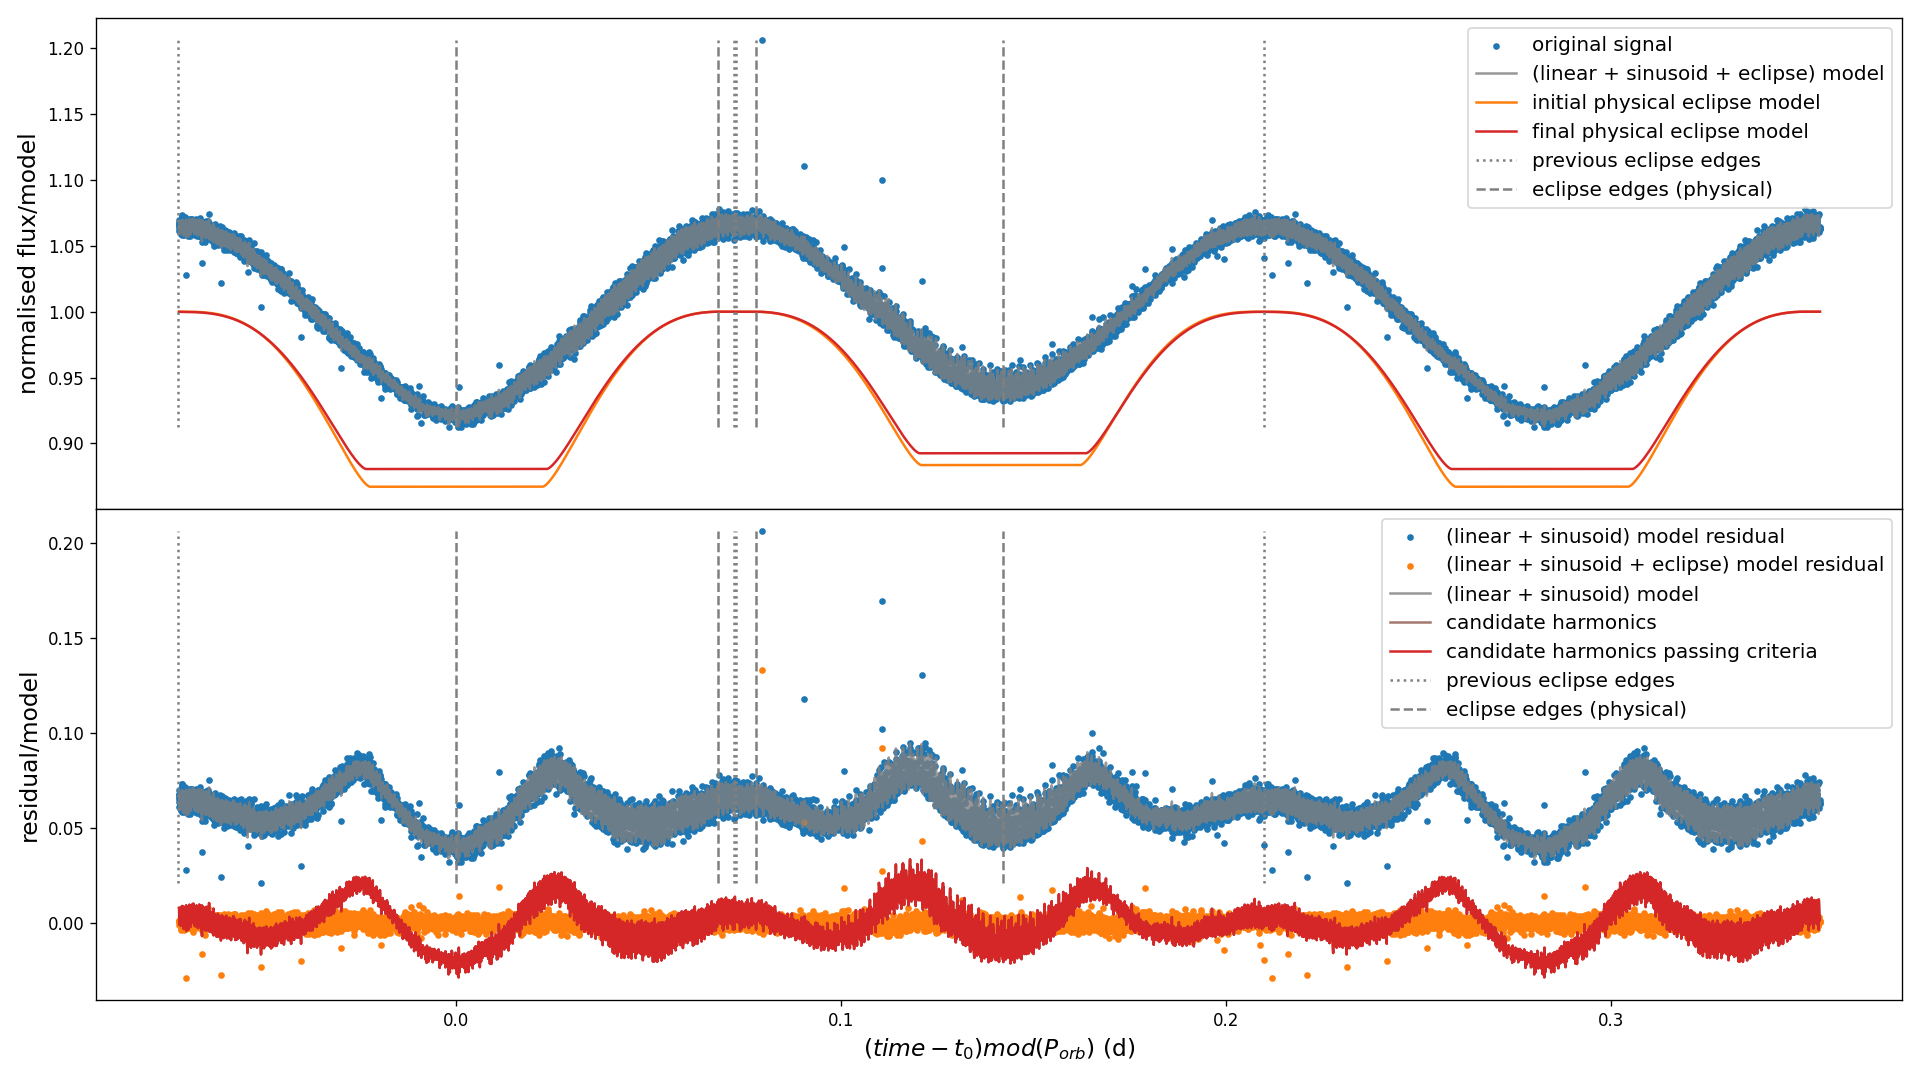 normalised flux/model
1.20
1.15
1.10
1.05
1.00
0.95
0.90
original signal
(linear + sinusoid + eclipse) model
initial physical eclipse model
final physical eclipse model
previous eclipse edges
eclipse edges (physical)
residual/model
0.20
0.15
0.10
0.05
0.00
(linear + sinusoid) model residual
(linear + sinusoid + eclipse) model residual
(linear + sinusoid) model
candidate harmonics
candidate harmonics passing criteria
previous eclipse edges
eclipse edges (physical)
0.0 0.1 0.2 0.3
(time − t₀)mod(P_orb) (d)